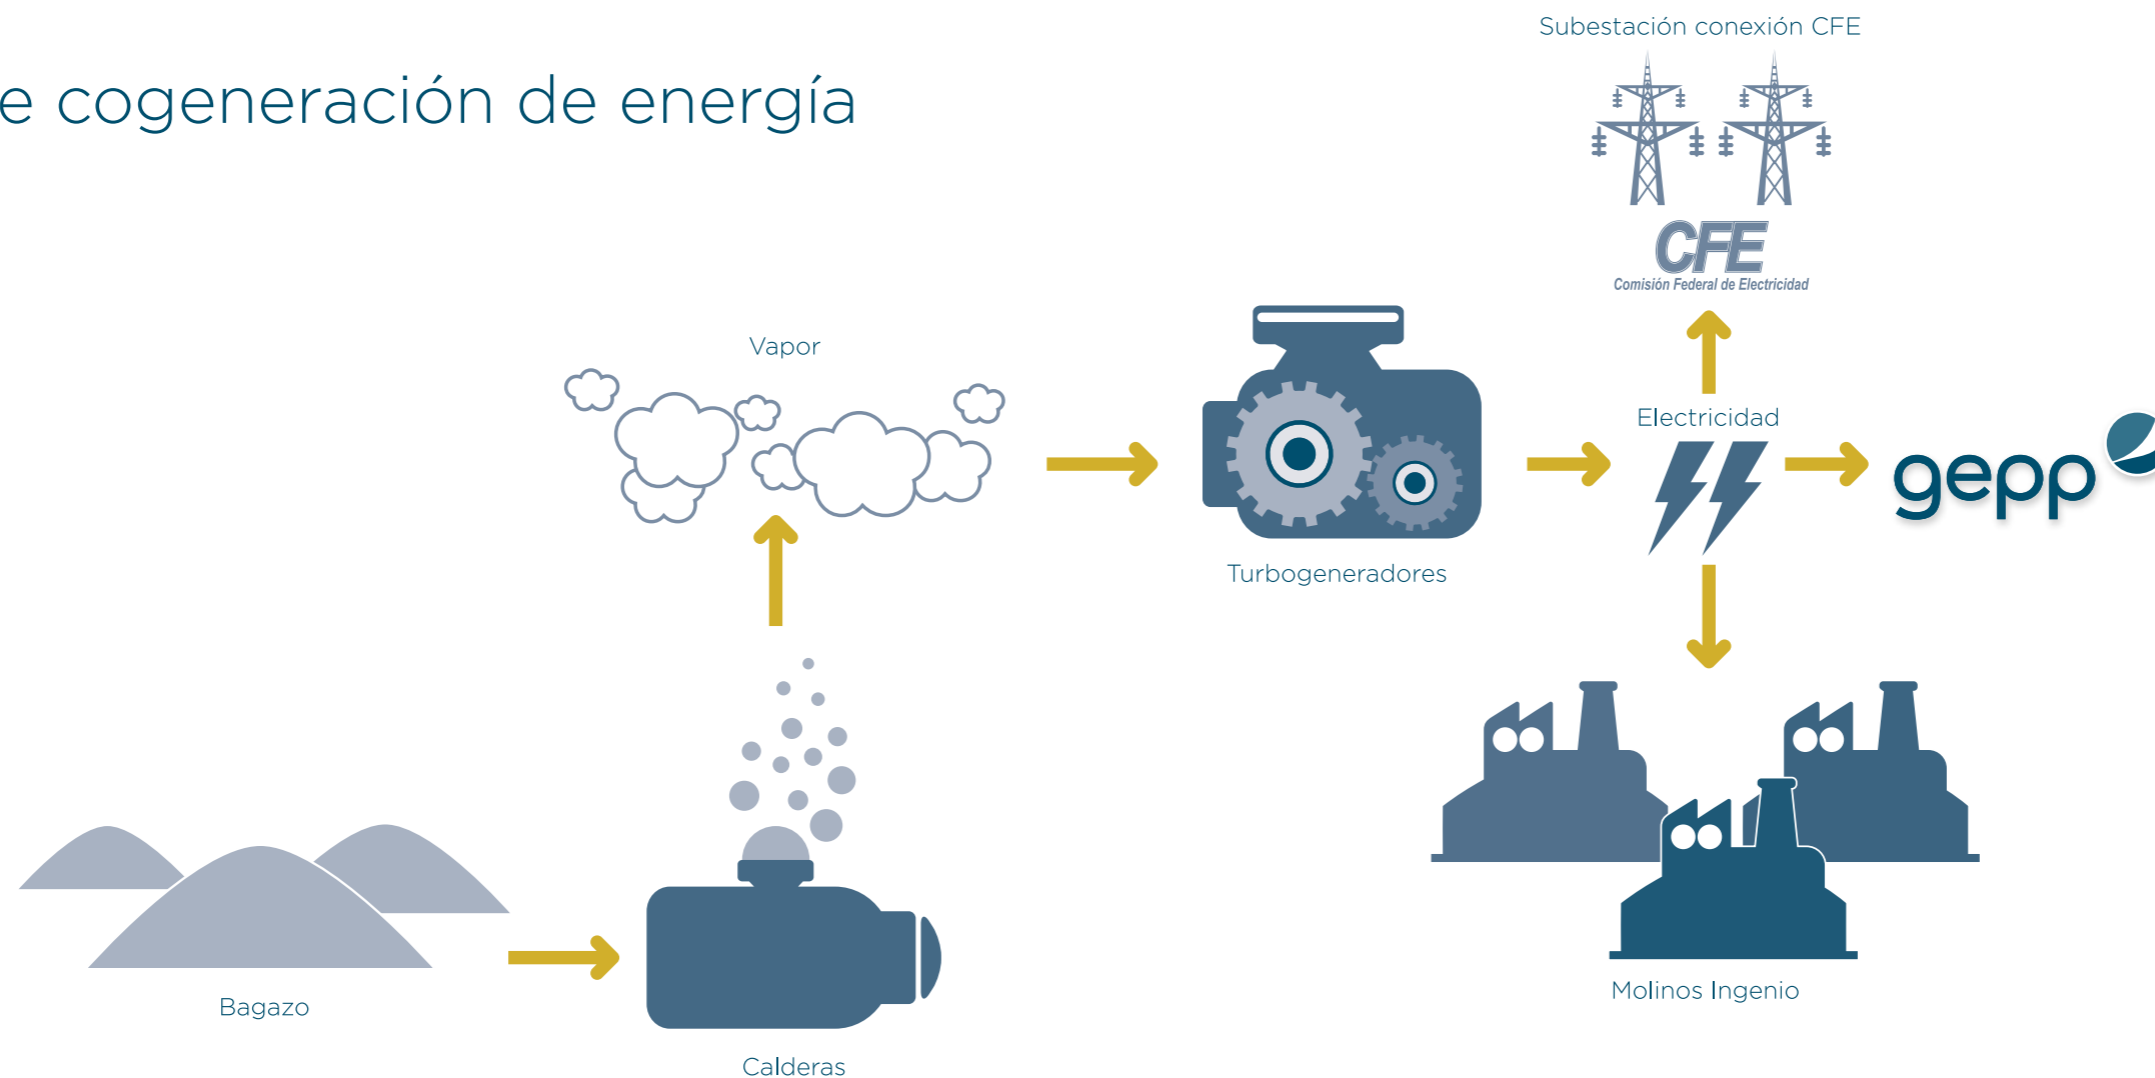 e cogeneración de energía
Subestación conexión CFE
CFE
Comisión Federal de Electricidad
Vapor
Electricidad
gepp
Turbogeneradores
Bagazo
Calderas
Molinos Ingenio